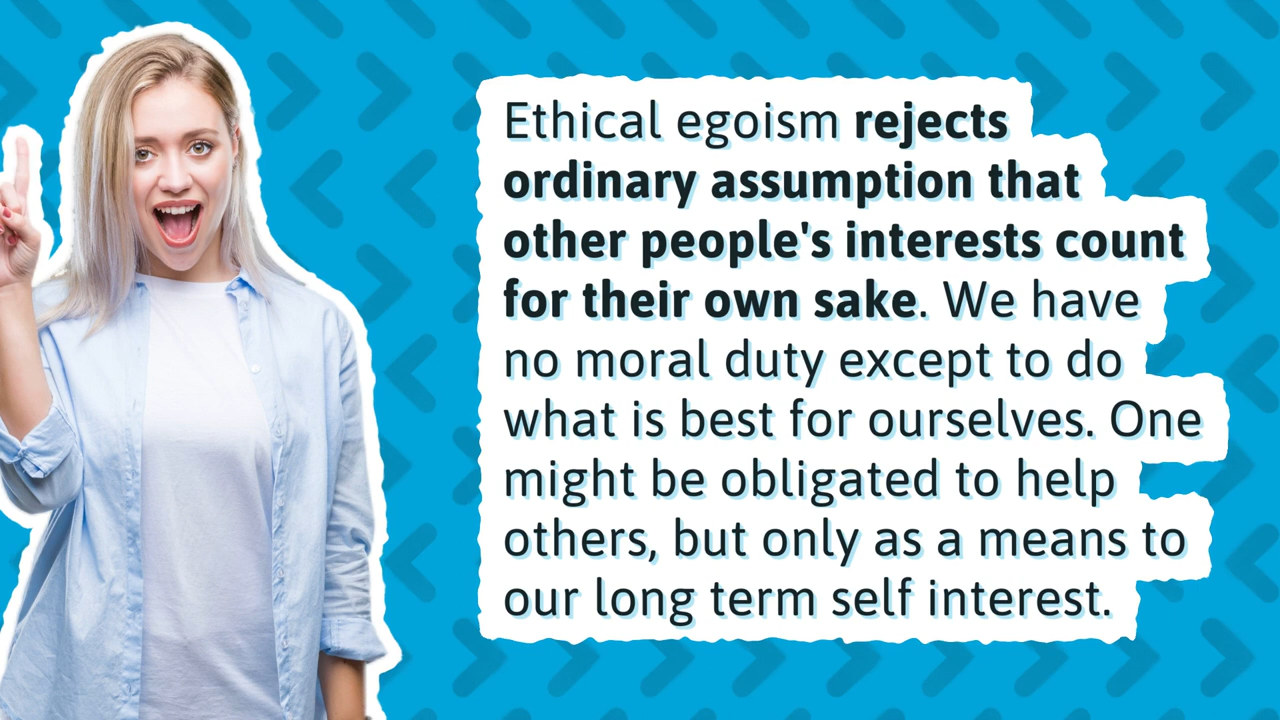 Ethical egoism rejects
ordinary assumption that
other people's interests count
for their own sake. We have
no moral duty except to do
what is best for ourselves. One
might be obligated to help
others, but only as a means to
our long term self interest.